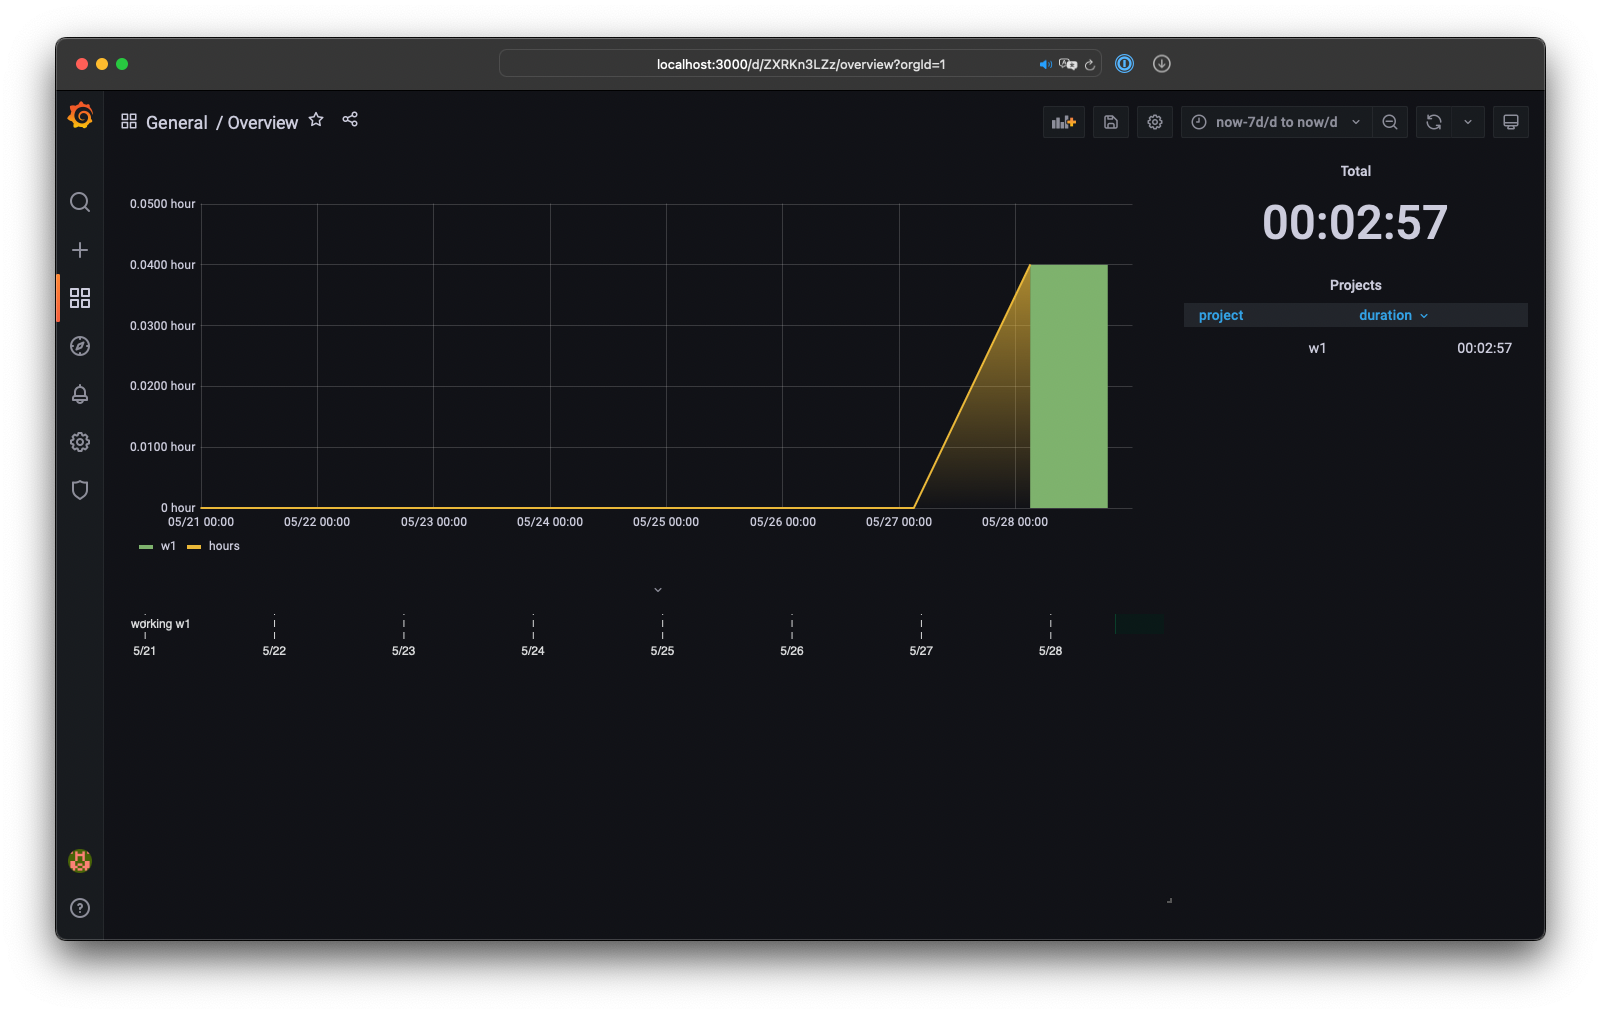 localhost:3000/d/ZXRKn3LZz/overview?orgId=1
General / Overview
now-7d/d to now/d
0.0500 hour
0.0400 hour
0.0300 hour
0.0200 hour
0.0100 hour
0 hour
05/21 00:00 05/22 00:00 05/23 00:00 05/24 00:00 05/25 00:00 05/26 00:00 05/27 00:00 05/28 00:00
w1 hours
working w1
5/21 5/22 5/23 5/24 5/25 5/26 5/27 5/28
Total
00:02:57
Projects
project duration
w1 00:02:57